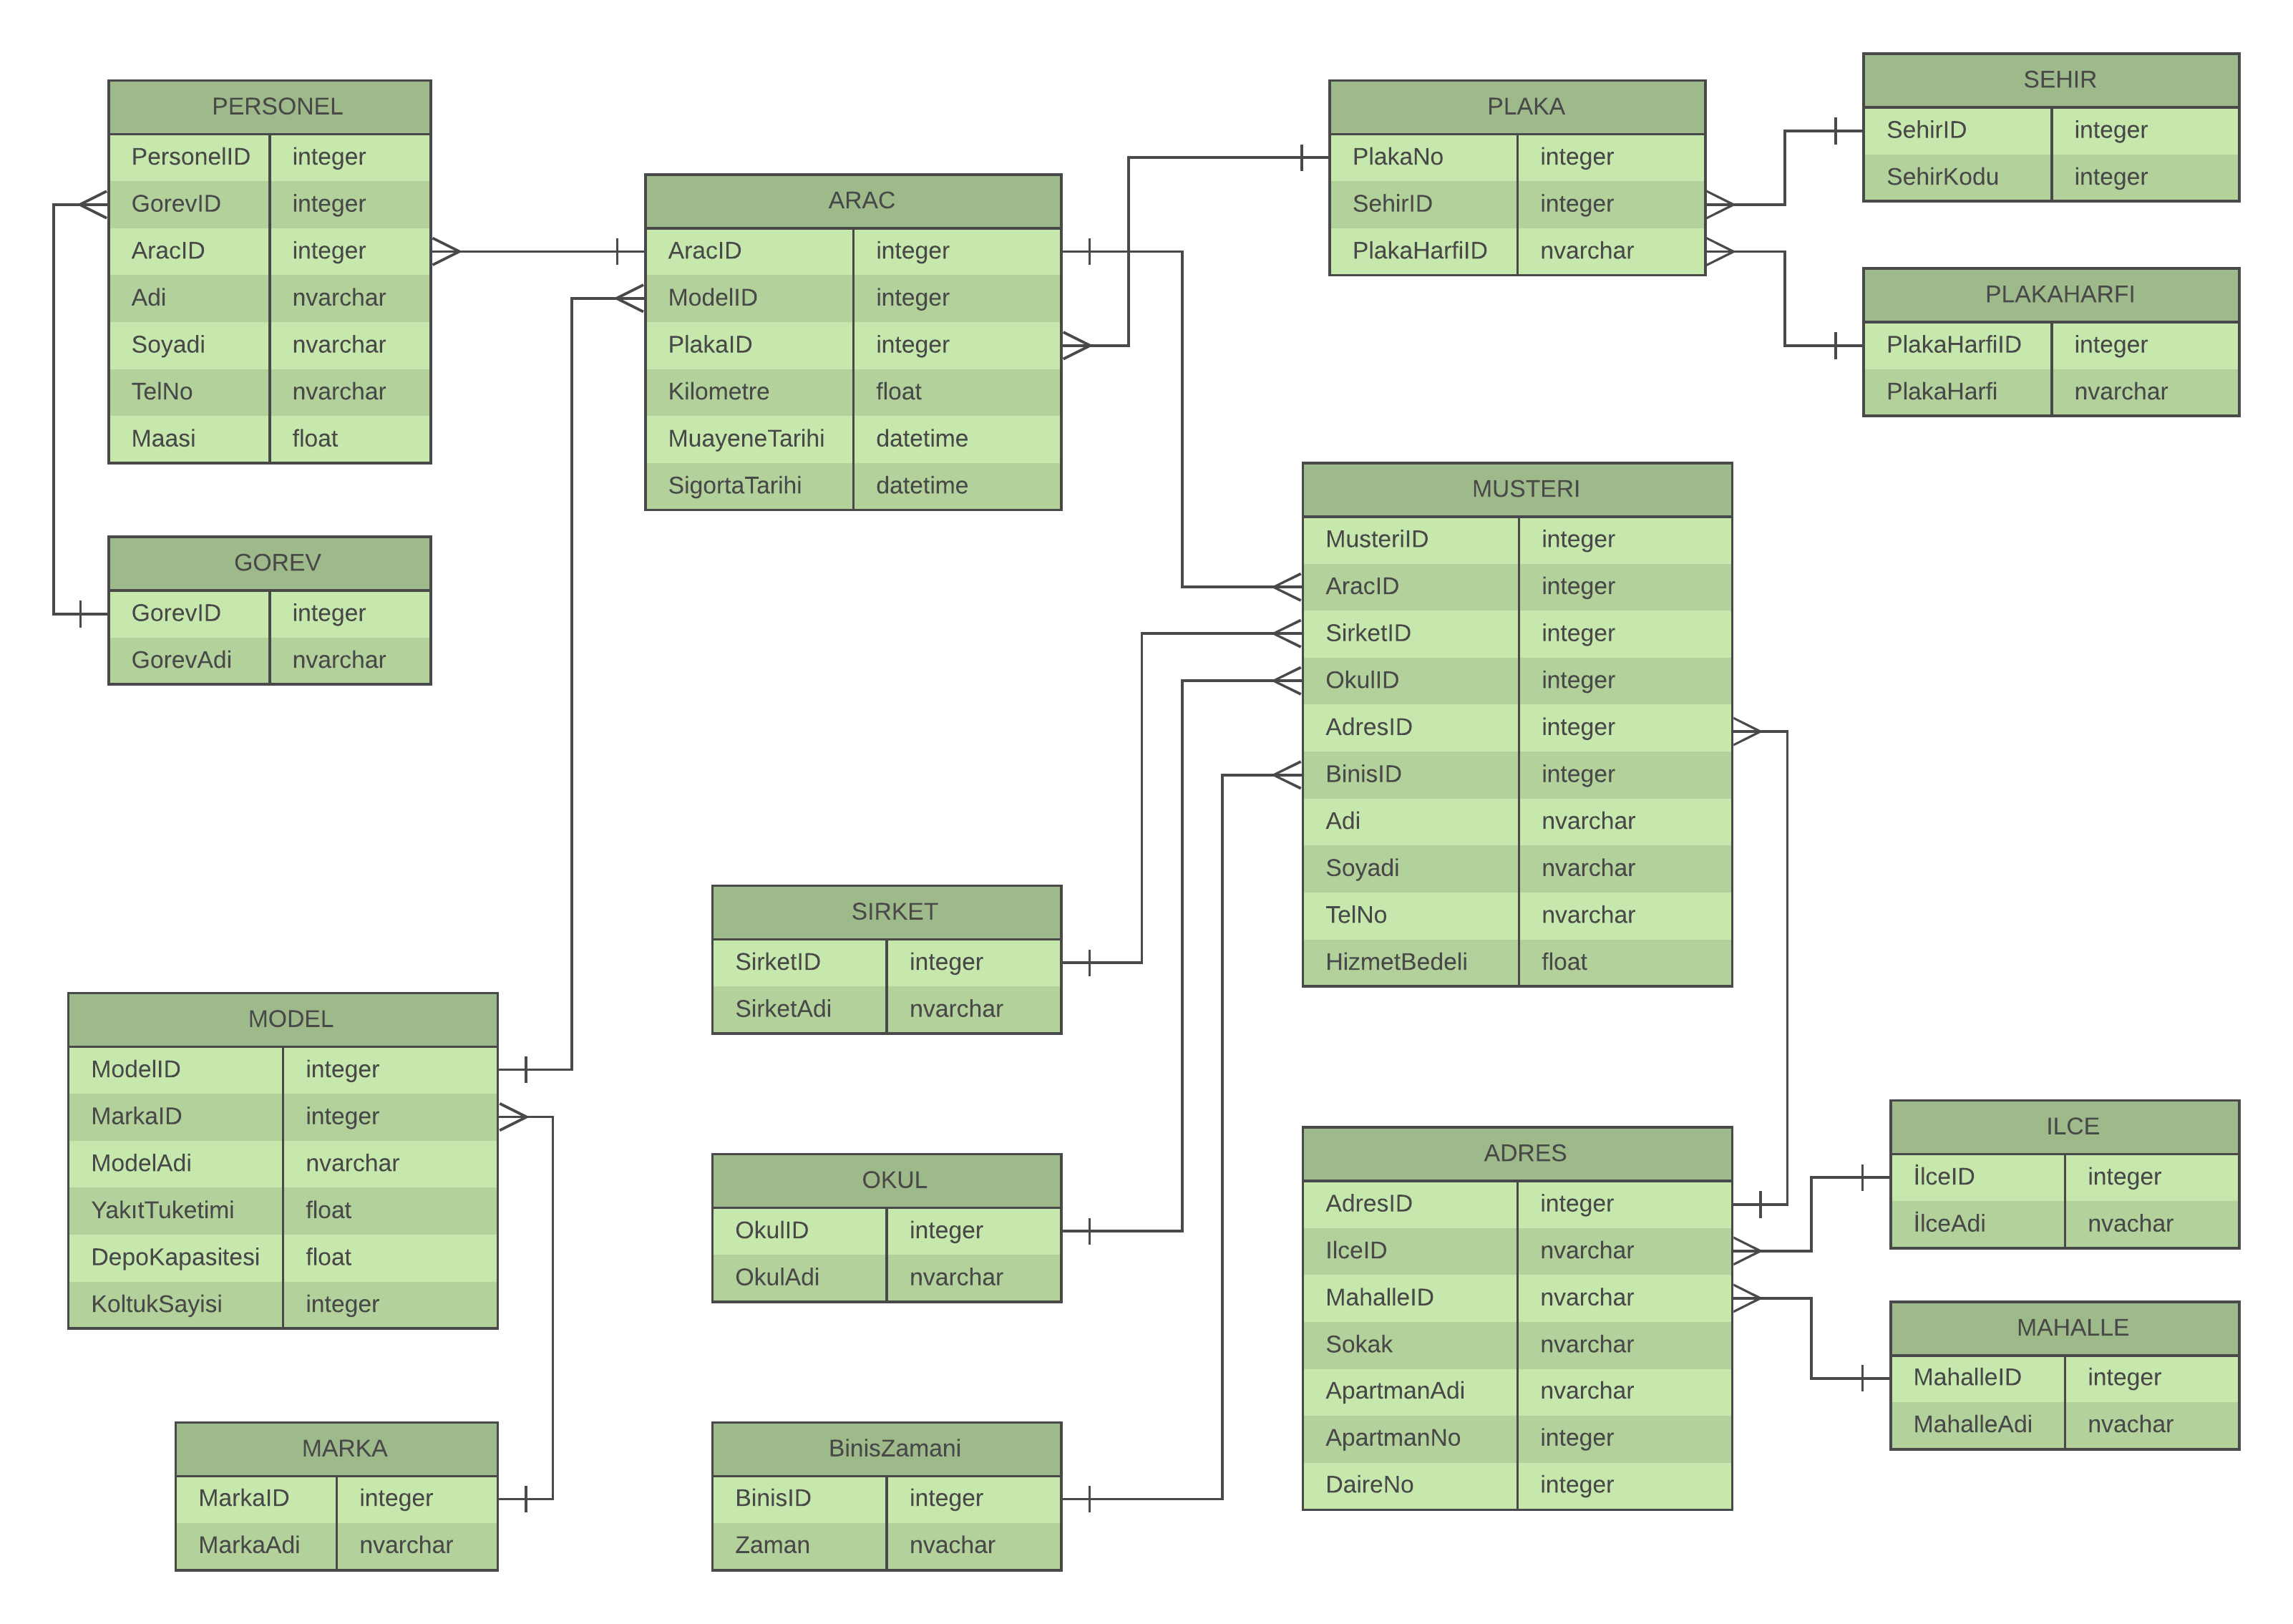 PERSONEL
PersonelID integer
GorevID integer
AracID integer
Adi nvarchar
Soyadi nvarchar
TelNo nvarchar
Maasi float
GOREV
GorevID integer
GorevAdi nvarchar
ARAC
AracID integer
ModelID integer
PlakaID integer
Kilometre float
MuayeneTarihi datetime
SigortaTarihi datetime
PLAKA
PlakaNo integer
SehirID integer
PlakaHarfiID nvarchar
SEHIR
SehirID integer
SehirKodu integer
PLAKAHARFI
PlakaHarfiID integer
PlakaHarfi nvarchar
MUSTERI
MusteriID integer
AracID integer
SirketID integer
OkulID integer
AdresID integer
BinisID integer
Adi nvarchar
Soyadi nvarchar
TelNo nvarchar
HizmetBedeli float
SIRKET
SirketID integer
SirketAdi nvarchar
MODEL
ModelID integer
MarkaID integer
ModelAdi nvarchar
YakıtTuketimi float
DepoKapasitesi float
KoltukSayisi integer
OKUL
OkulID integer
OkulAdi nvarchar
ADRES
AdresID integer
IlceID nvarchar
MahalleID nvarchar
Sokak nvarchar
ApartmanAdi nvarchar
ApartmanNo integer
DaireNo integer
ILCE
İlceID integer
İlceAdi nvachar
MAHALLE
MahalleID integer
MahalleAdi nvachar
MARKA
MarkaID integer
MarkaAdi nvarchar
BinisZamani
BinisID integer
Zaman nvachar